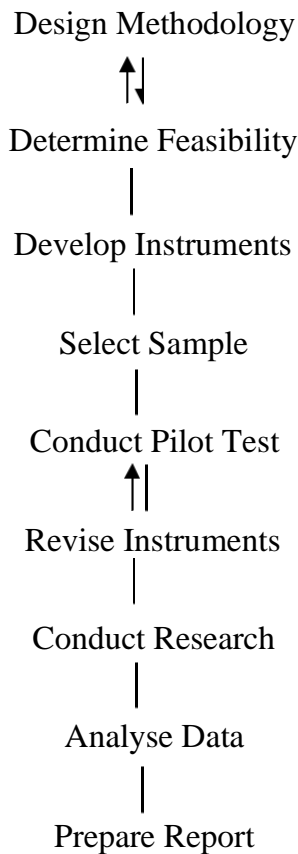 Design Methodology
Determine Feasibility
Develop Instruments
Select Sample
Conduct Pilot Test
Revise Instruments
Conduct Research
Analyse Data
Prepare Report